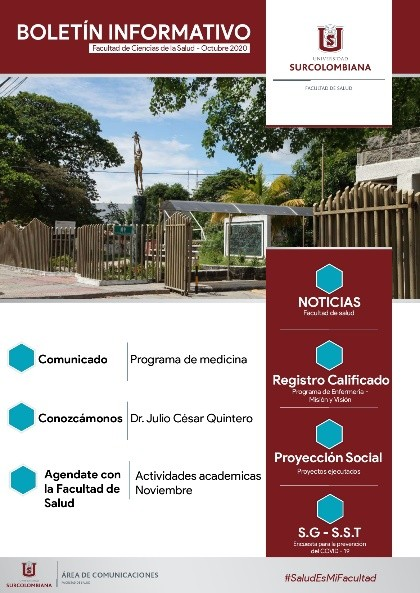 BOLETÍN INFORMATIVO
Facultad de Ciencias de la Salud - Octubre 2020
UNIVERSIDAD
SURCOLOMBIANA
FACULTAD DE SALUD
NOTICIAS
Facultad de salud
Registro Calificado
Programa de Enfermería -
Misión y Visión
Proyección Social
Proyectos ejecutados
S.G - S.S.T
Encuesta para la prevención
del COVID - 19
Comunicado
Programa de medicina
Conozcámonos
Dr. Julio César Quintero
Agendate con
la Facultad de
Salud
Actividades academicas
Noviembre
SURCOLOMBIANA
ÁREA DE COMUNICACIONES
FACULTAD DE SALUD
#SaludEsMiFacultad